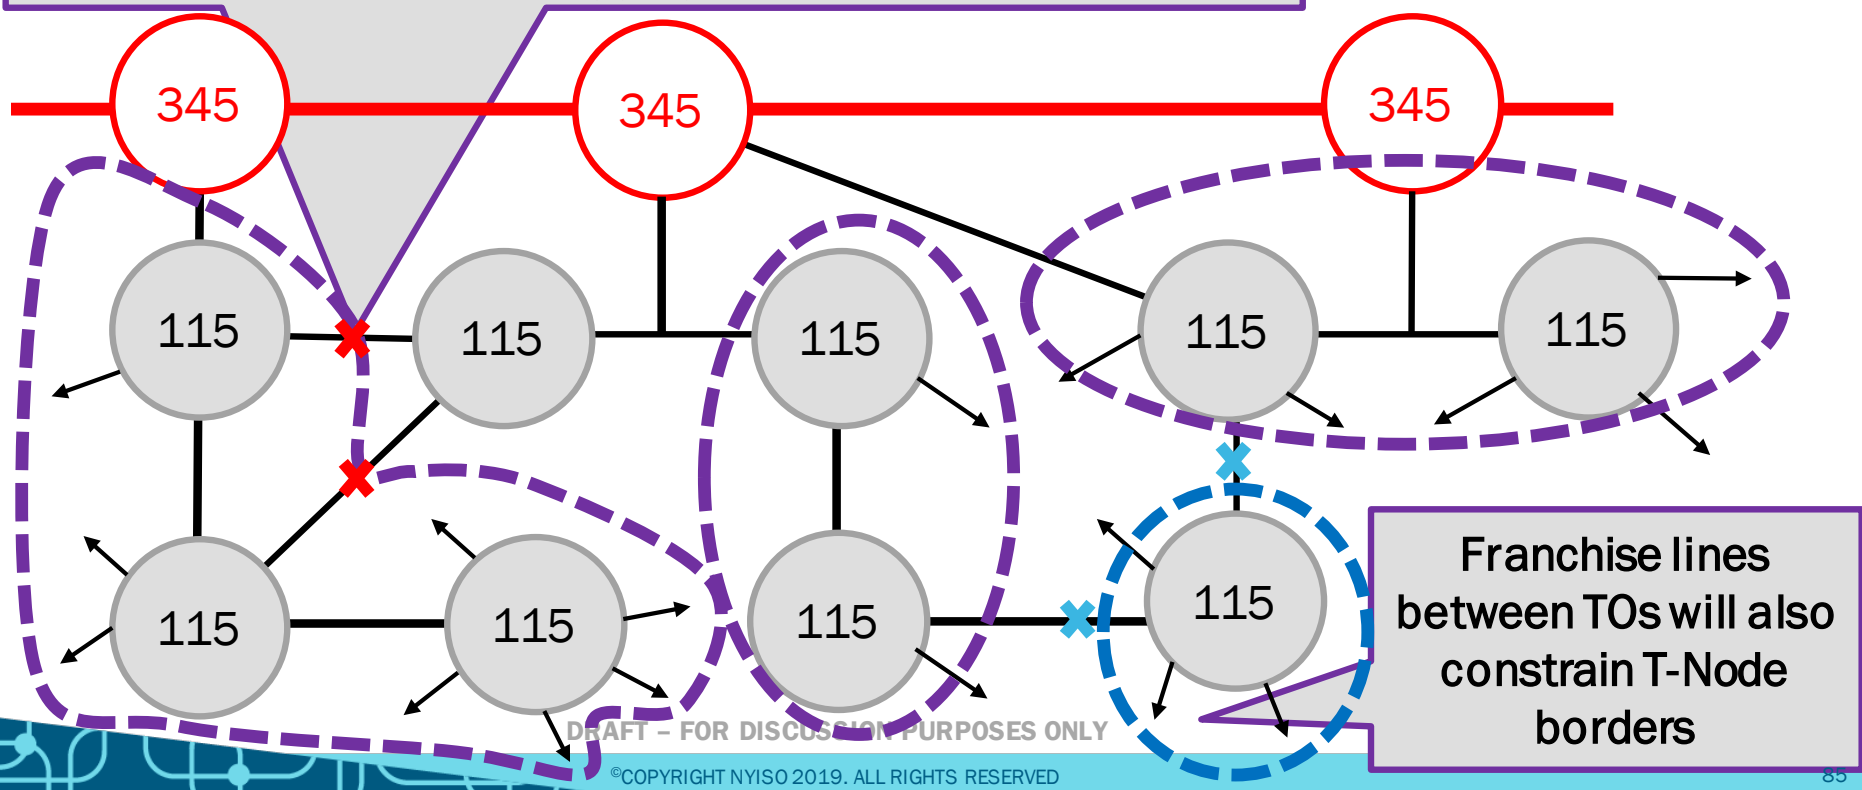 345
345
345
115
115
115
115
115
115
115
115
115
Franchise lines
between TOs will also
constrain T-Node
borders
DRAFT – FOR DISCUSSION PURPOSES ONLY
©COPYRIGHT NYISO 2019. ALL RIGHTS RESERVED
85